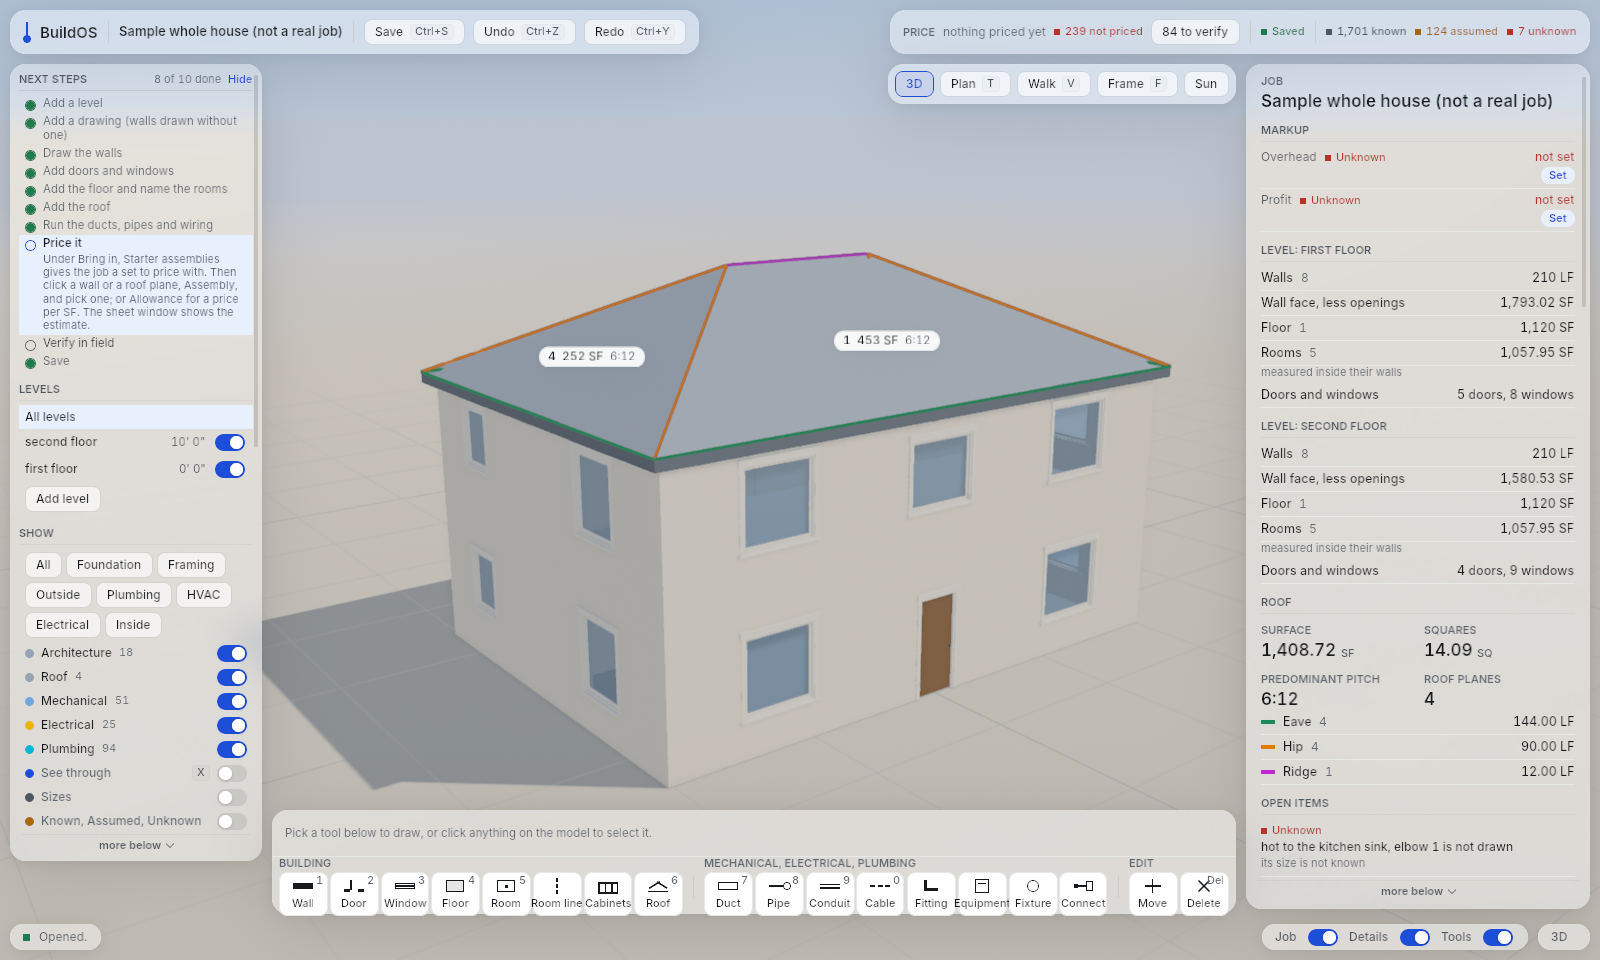 BuildOS
Sample whole house (not a real job)
Save Ctrl+S
Undo Ctrl+Z
Redo Ctrl+Y
PRICE nothing priced yet 239 not priced 84 to verify Saved 1,701 known 124 assumed 7 unknown
NEXT STEPS 8 of 10 done Hide
Add a level
Add a drawing (walls drawn without
one)
Draw the walls
Add doors and windows
Add the floor and name the rooms
Add the roof
Run the ducts, pipes and wiring
Price it
Under Bring in, Starter assemblies
gives the job a set to price with. Then
click a wall or a roof plane, Assembly,
and pick one; or Allowance for a price
per SF. The sheet window shows the
estimate.
Verify in field
Save
LEVELS
All levels
second floor 10' 0"
first floor 0' 0"
Add level
SHOW
All Foundation Framing
Outside Plumbing HVAC
Electrical Inside
Architecture 18
Roof 4
Mechanical 51
Electrical 25
Plumbing 94
See through X
Sizes
Known, Assumed, Unknown
more below
3D Plan T Walk V Frame F Sun
4 252 SF 6:12
1 453 SF 6:12
JOB
Sample whole house (not a real job)
MARKUP
Overhead Unknown not set
Set
Profit Unknown not set
Set
LEVEL: FIRST FLOOR
Walls 8 210 LF
Wall face, less openings 1,793.02 SF
Floor 1 1,120 SF
Rooms 5 1,057.95 SF
measured inside their walls
Doors and windows 5 doors, 8 windows
LEVEL: SECOND FLOOR
Walls 8 210 LF
Wall face, less openings 1,580.53 SF
Floor 1 1,120 SF
Rooms 5 1,057.95 SF
measured inside their walls
Doors and windows 4 doors, 9 windows
ROOF
SURFACE SQUARES
1,408.72 SF 14.09 SQ
PREDOMINANT PITCH ROOF PLANES
6:12 4
Eave 4 144.00 LF
Hip 4 90.00 LF
Ridge 1 12.00 LF
OPEN ITEMS
Unknown
hot to the kitchen sink, elbow 1 is not drawn
its size is not known
more below
Pick a tool below to draw, or click anything on the model to select it.
BUILDING MECHANICAL, ELECTRICAL, PLUMBING EDIT
1 2 3 4 5 6 7 8 9 0 Del
Wall Door Window Floor Room Room line Cabinets Roof Duct Pipe Conduit Cable Fitting Equipment Fixture Connect Move Delete
Opened.
Job Details Tools 3D